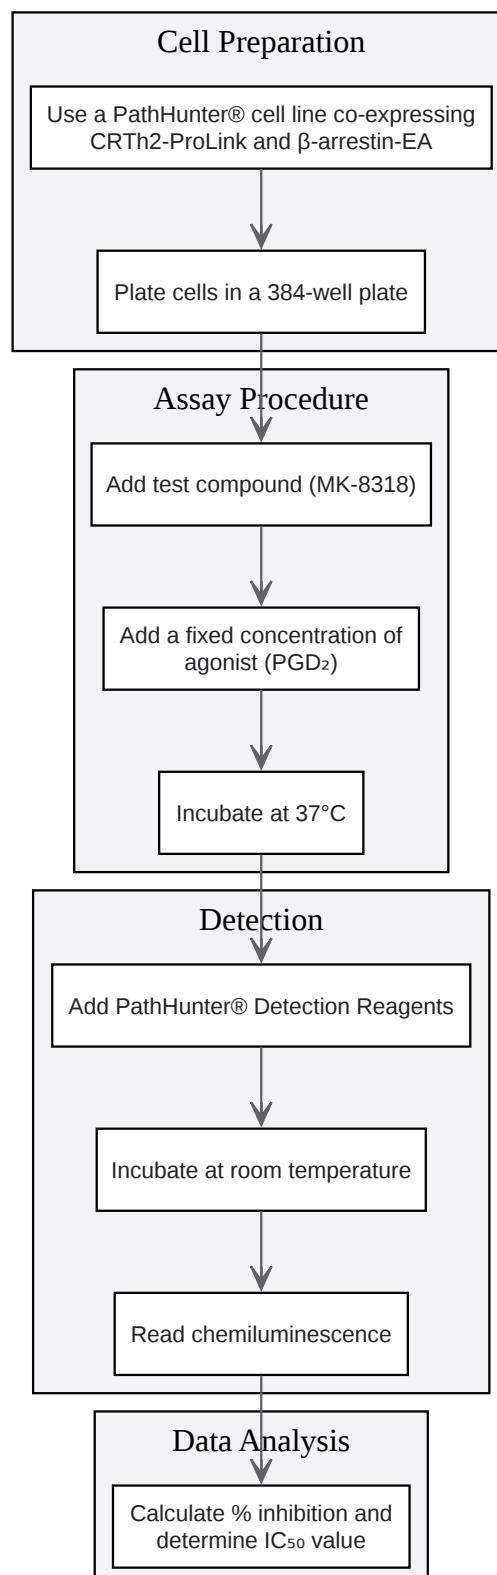 Cell Preparation
Use a PathHunter® cell line co-expressing
CRTh2-ProLink and β-arrestin-EA
Plate cells in a 384-well plate
Assay Procedure
Add test compound (MK-8318)
Add a fixed concentration of
agonist (PGD₂)
Incubate at 37°C
Detection
Add PathHunter® Detection Reagents
Incubate at room temperature
Read chemiluminescence
Data Analysis
Calculate % inhibition and
determine IC₅₀ value